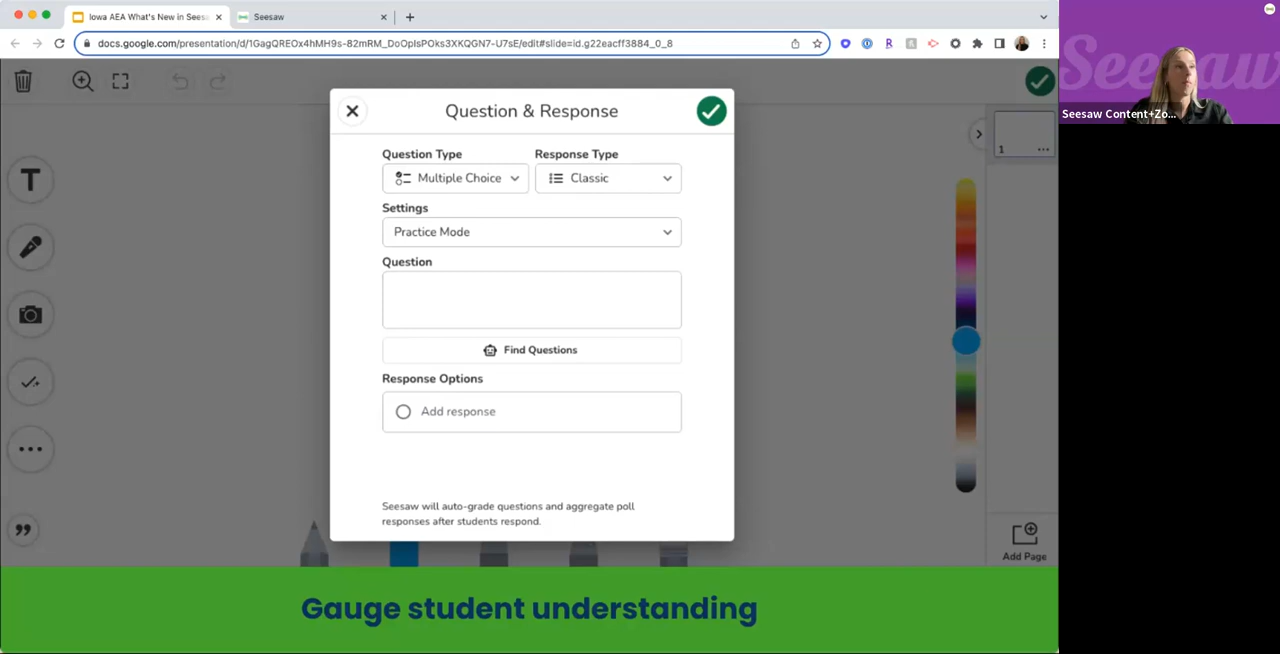 Iowa AEA What's New in Sees
Seesaw
docs.google.com/presentation/d/1GagQREOx4hMH9s-82mRM_DoOpIsPOks3XKQGN7-U7sE/edit#slide=id.g22eacff3884_0_8
Question & Response
Question Type
Response Type
Multiple Choice
Classic
Settings
Practice Mode
Question
Find Questions
Response Options
Add response
Seesaw will auto-grade questions and aggregate poll
responses after students respond.
T
1
Add Page
Gauge student understanding
Seesaw
Seesaw Content+Zo...